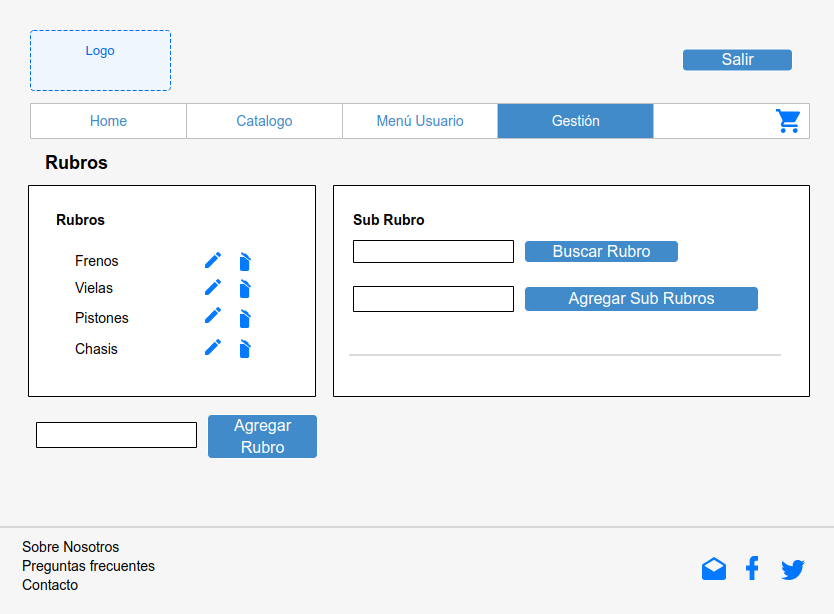 Logo
Salir
Home
Catalogo
Menú Usuario
Gestión
Rubros
Rubros
Frenos
Vielas
Pistones
Chasis
Sub Rubro
Buscar Rubro
Agregar Sub Rubros
Agregar
Rubro
Sobre Nosotros
Preguntas frecuentes
Contacto